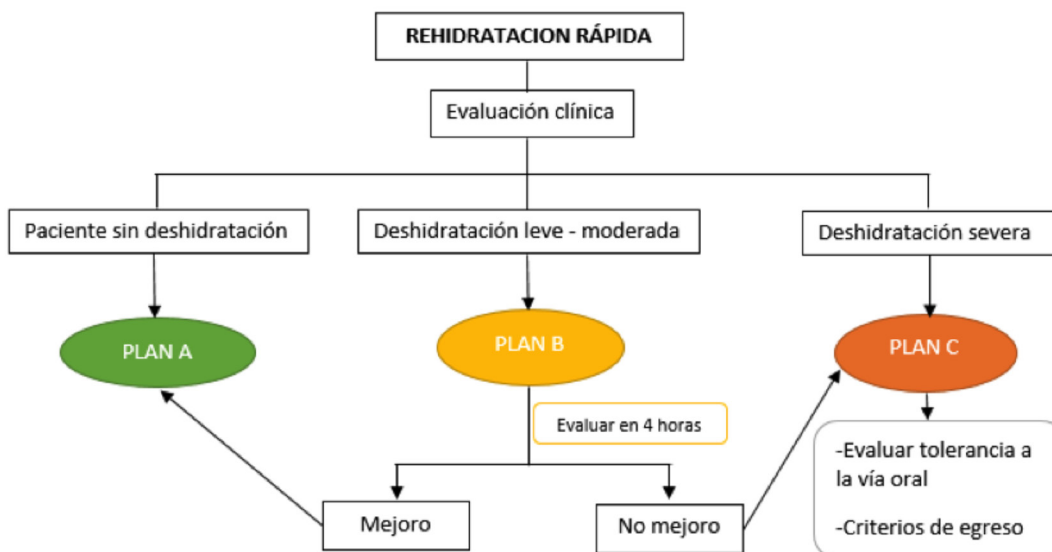 REHIDRATACION RÁPIDA
Evaluación clínica
Paciente sin deshidratación
Deshidratación leve - moderada
Deshidratación severa
PLAN A
PLAN B
PLAN C
Evaluar en 4 horas
-Evaluar tolerancia a
la vía oral
-Criterios de egreso
Mejoro
No mejoro